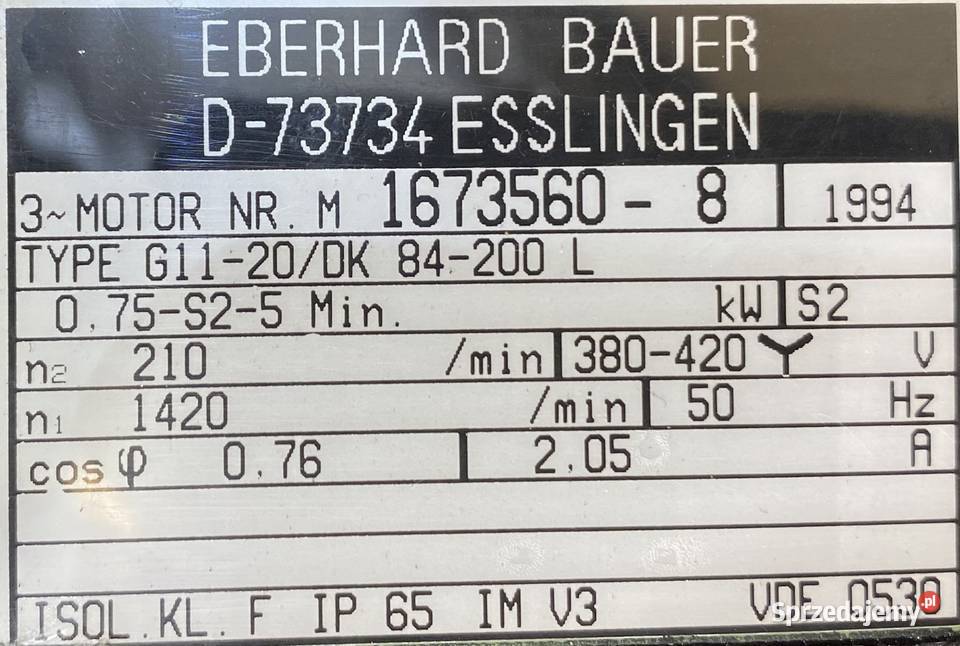 EBERHARD BAUER
D-73734 ESSLINGEN
3~MOTOR NR. M 1673560 - 8 1994
TYPE G11-20/DK 84-200 L
0,75-S2-5 Min. kW S2
n2 210 /min 380-420 Y V
n1 1420 /min 50 Hz
cos φ 0,76 2,05 A
ISOL.KL. F IP 65 IM V3 VDE 0530
Sprzedajemy.pl